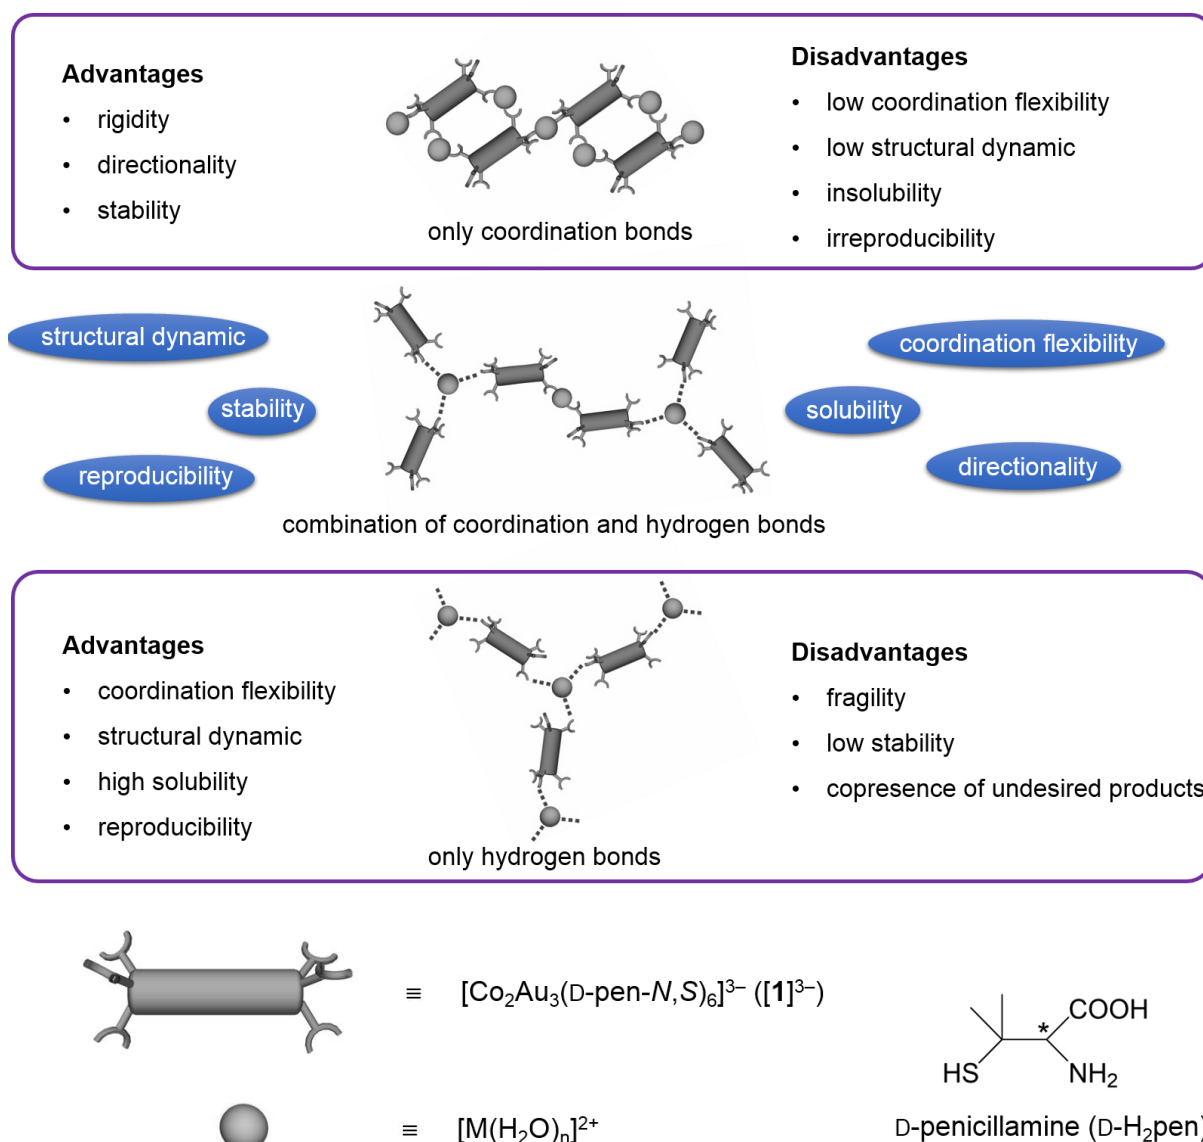 Advantages
• rigidity
• directionality
• stability
only coordination bonds
Disadvantages
• low coordination flexibility
• low structural dynamic
• insolubility
• irreproducibility
structural dynamic
stability
reproducibility
coordination flexibility
solubility
directionality
combination of coordination and hydrogen bonds
Advantages
• coordination flexibility
• structural dynamic
• high solubility
• reproducibility
only hydrogen bonds
Disadvantages
• fragility
• low stability
• copresence of undesired products
≡ [Co₂Au₃(D-pen-N,S)₆]³⁻ ([1]³⁻)
≡ [M(H₂O)ₙ]²⁺
* COOH
HS NH₂
D-penicillamine (D-H₂pen)